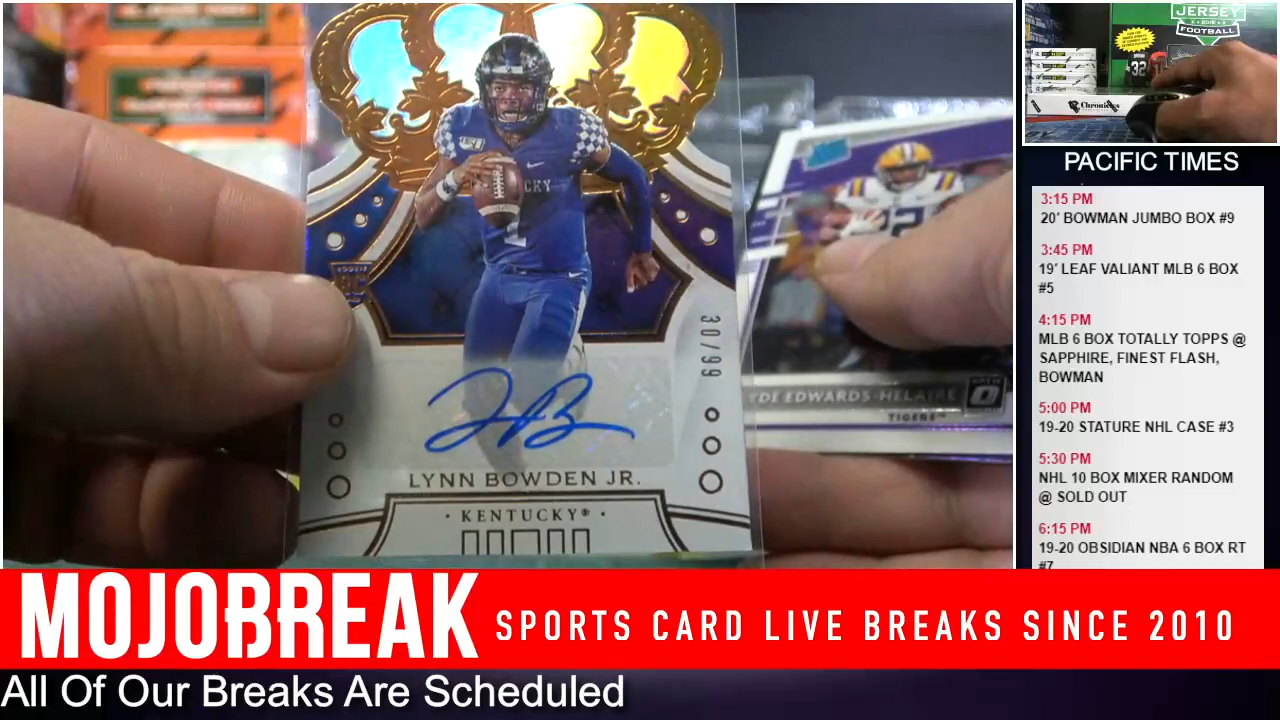 LYNN BOWDEN JR.
· KENTUCKY® ·
30/99
150
EDWARDS-HELAIRE
TIGERS
JERSEY
FOOTBALL
32
Chronicles
PACIFIC TIMES
3:15 PM
20' BOWMAN JUMBO BOX #9
3:45 PM
19' LEAF VALIANT MLB 6 BOX
#5
4:15 PM
MLB 6 BOX TOTALLY TOPPS @
SAPPHIRE, FINEST FLASH,
BOWMAN
5:00 PM
19-20 STATURE NHL CASE #3
5:30 PM
NHL 10 BOX MIXER RANDOM
@ SOLD OUT
6:15 PM
19-20 OBSIDIAN NBA 6 BOX RT
#7
MOJOBREAK SPORTS CARD LIVE BREAKS SINCE 2010
All Of Our Breaks Are Scheduled